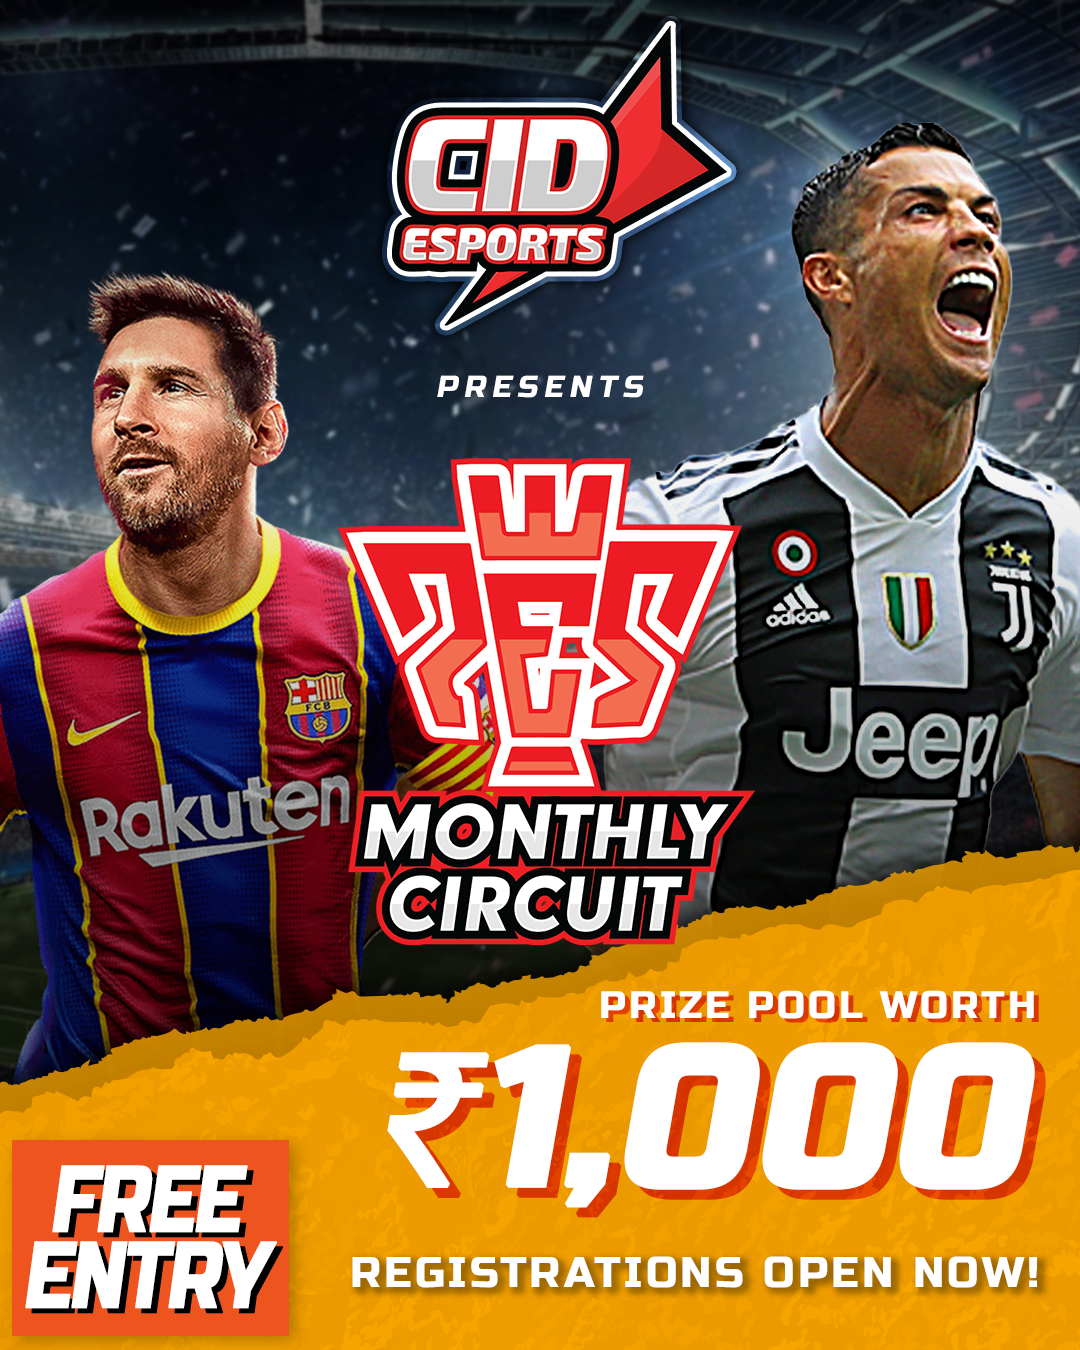 CID
ESPORTS
PRESENTS
PES
MONTHLY
CIRCUIT
FCB
Rakuten
adidas
JUVENTUS
Jeep
PRIZE POOL WORTH
₹1,000
FREE
ENTRY
REGISTRATIONS OPEN NOW!